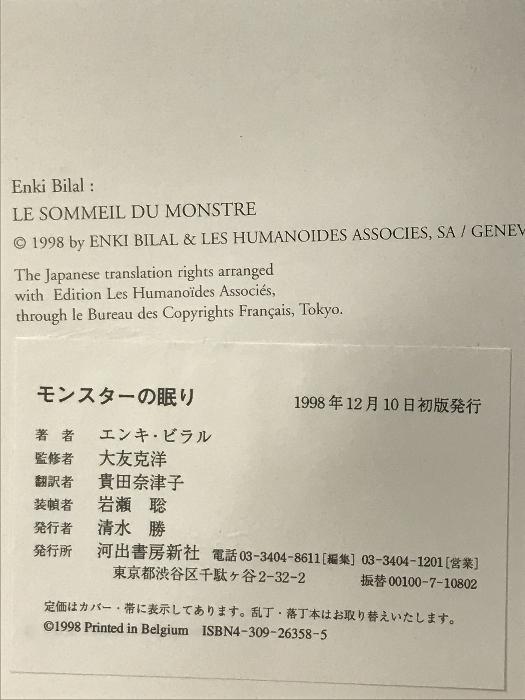 Enki Bilal :
LE SOMMEIL DU MONSTRE
© 1998 by ENKI BILAL & LES HUMANOIDES ASSOCIES, SA / GENEV
The Japanese translation rights arranged
with Edition Les Humanoïdes Associés,
through le Bureau des Copyrights Français, Tokyo.
モンスターの眠り 1998年12月10日初版発行
著 者 エンキ・ビラル
監修者 大友克洋
翻訳者 貴田奈津子
装幀者 岩瀬 聡
発行者 清水 勝
発行所 河出書房新社 電話03-3404-8611[編集] 03-3404-1201[営業]
東京都渋谷区千駄ヶ谷2-32-2 振替00100-7-10802
定価はカバー・帯に表示してあります。乱丁・落丁本はお取り替えいたします。
©1998 Printed in Belgium ISBN4-309-26358-5